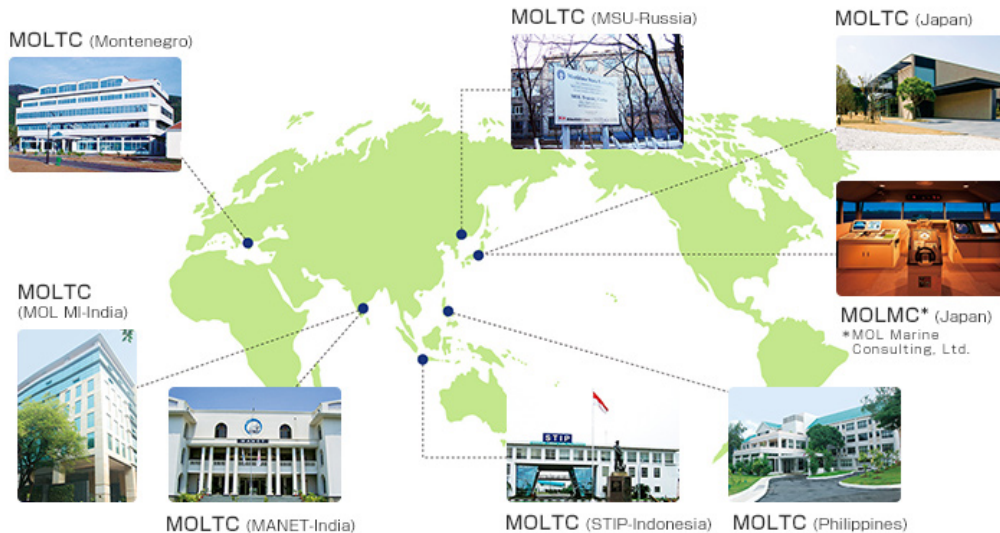 MOLTC (Montenegro)
MOLTC (MSU-Russia)
MOLTC (Japan)
MOLTC
(MOL MI-India)
MOLMC* (Japan)
*MOL Marine
Consulting, Ltd.
MANET
STIP
MOLTC (MANET-India)
MOLTC (STIP-Indonesia)
MOLTC (Philippines)